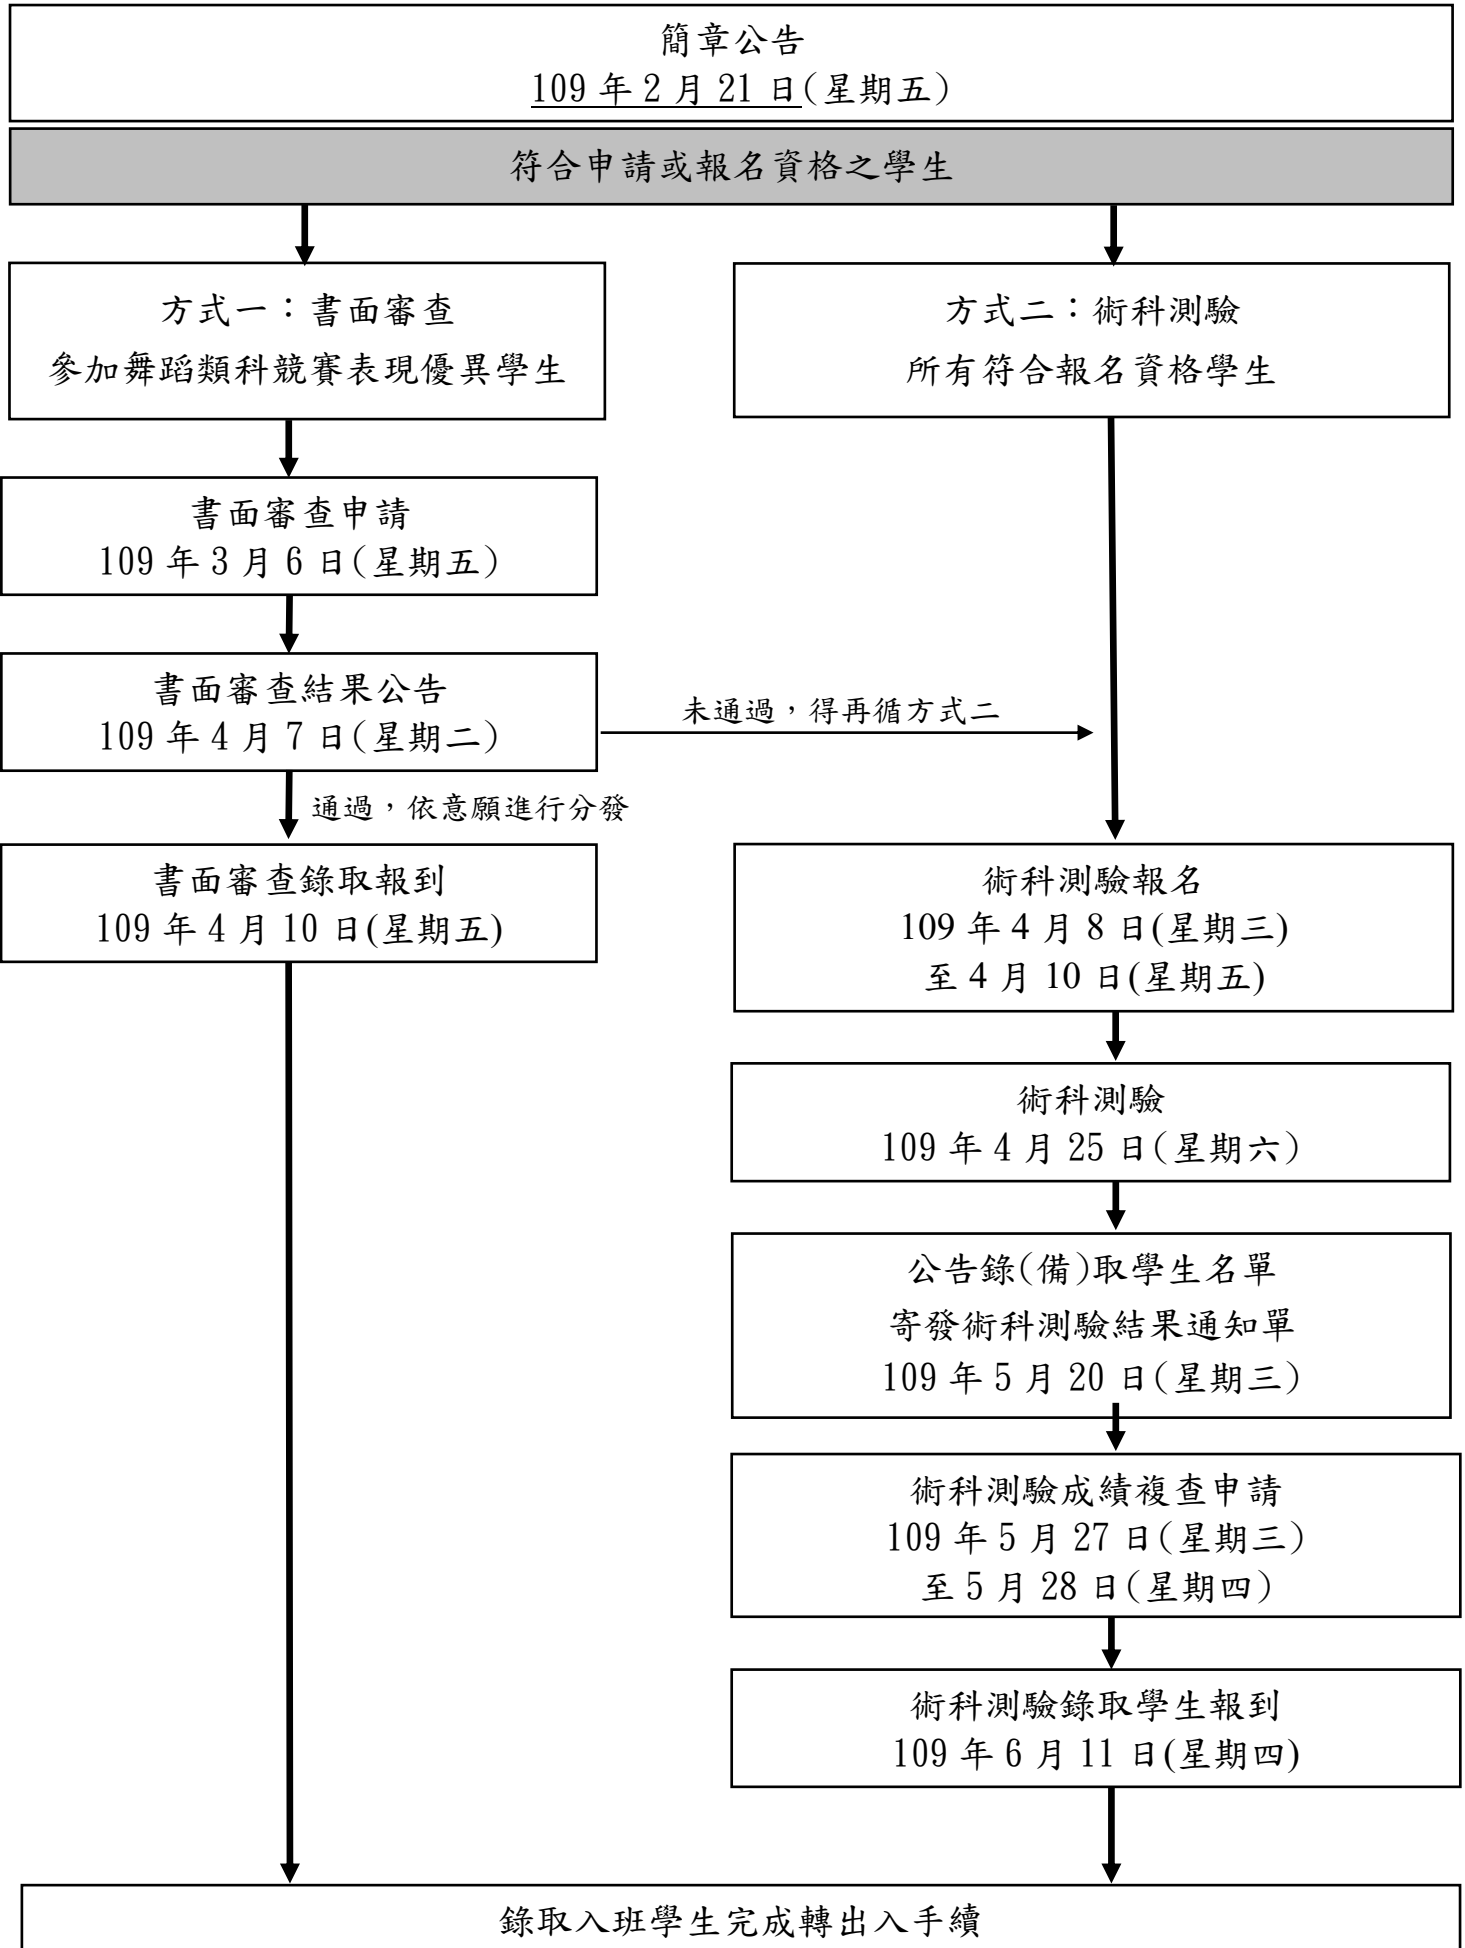 簡章公告
109 年 2 月 21 日(星期五)
符合申請或報名資格之學生
方式一：書面審查
參加舞蹈類科競賽表現優異學生
方式二：術科測驗
所有符合報名資格學生
書面審查申請
109 年 3 月 6 日(星期五)
書面審查結果公告
109 年 4 月 7 日(星期二)
未通過，得再循方式二
通過，依意願進行分發
書面審查錄取報到
109 年 4 月 10 日(星期五)
術科測驗報名
109 年 4 月 8 日(星期三)
至 4 月 10 日(星期五)
術科測驗
109 年 4 月 25 日(星期六)
公告錄(備)取學生名單
寄發術科測驗結果通知單
109 年 5 月 20 日(星期三)
術科測驗成績複查申請
109 年 5 月 27 日(星期三)
至 5 月 28 日(星期四)
術科測驗錄取學生報到
109 年 6 月 11 日(星期四)
錄取入班學生完成轉出入手續